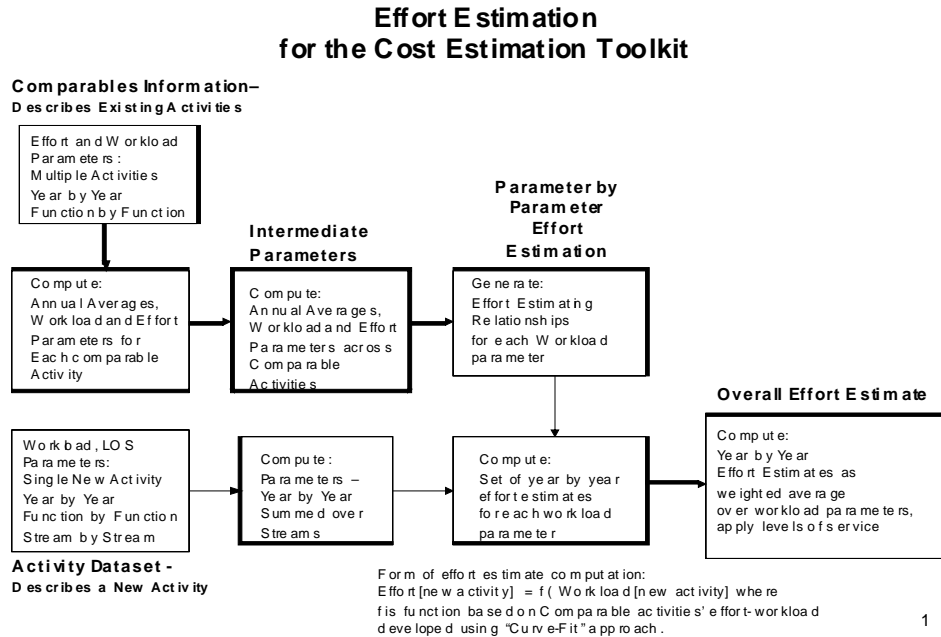 Effort Estimation
for the Cost Estimation Toolkit
Comparables Information–
Describes Existing Activities
Effort and Workload
Parameters:
Multiple Activities
Year by Year
Function by Function
Compute:
Annual Averages,
Workload and Effort
Parameters for
Each comparable
Activity
Intermediate
Parameters
Compute:
Annual Averages,
Workload and Effort
Parameters across
Comparable
Activities
Parameter by
Parameter
Effort
Estimation
Generate:
Effort Estimating
Relationships
for each Workload
parameter
Workload, LOS
Parameters:
Single New Activity
Year by Year
Function by Function
Stream by Stream
Activity Dataset -
Describes a New Activity
Compute:
Parameters –
Year by Year
Summed over
Streams
Compute:
Set of year by year
effort estimates
for each workload
parameter
Overall Effort Estimate
Compute:
Year by Year
Effort Estimates as
weighted average
over workload parameters,
apply levels of service
Form of effort estimate computation:
Effort[new activity] = f( Workload[new activity] where
f is function based on Comparable activities' effort-workload
developed using "Curve-Fit" approach.
1